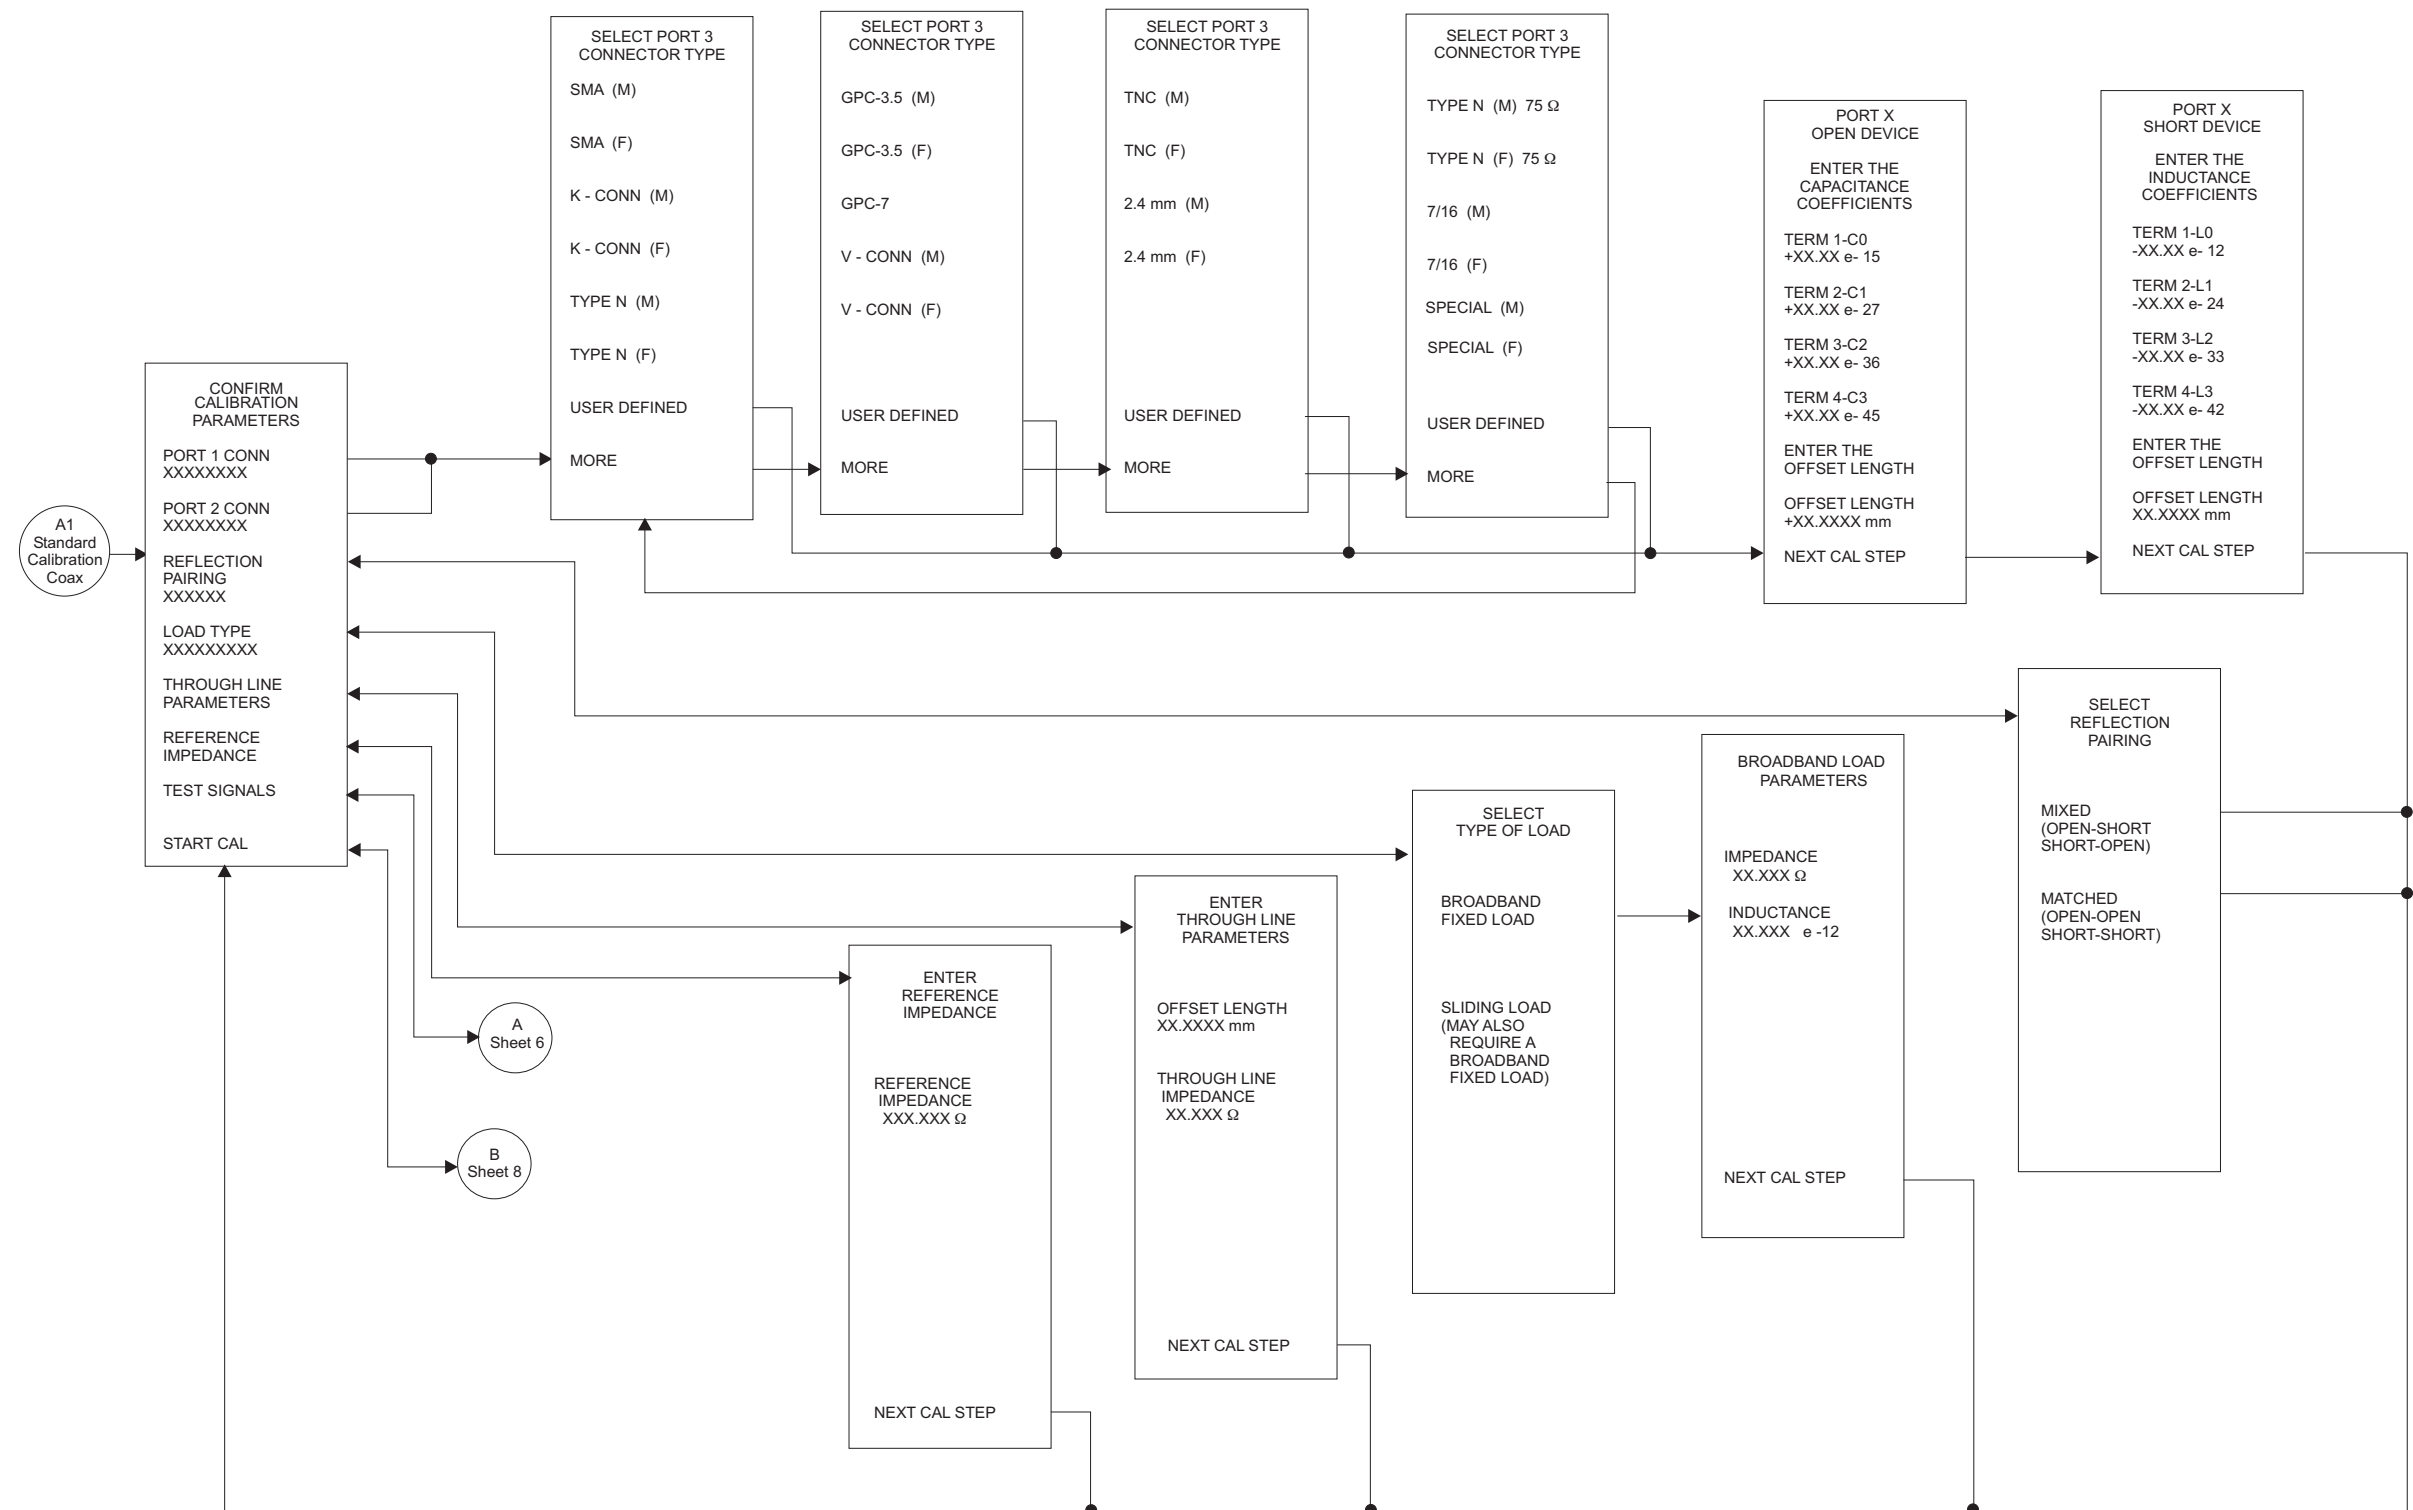 A1
Standard
Calibration
Coax
CONFIRM
CALIBRATION
PARAMETERS
PORT 1 CONN
XXXXXXXX
PORT 2 CONN
XXXXXXXX
REFLECTION
PAIRING
XXXXXX
LOAD TYPE
XXXXXXXXX
THROUGH LINE
PARAMETERS
REFERENCE
IMPEDANCE
TEST SIGNALS
START CAL
SELECT PORT 3
CONNECTOR TYPE
SMA (M)
SMA (F)
K - CONN (M)
K - CONN (F)
TYPE N (M)
TYPE N (F)
USER DEFINED
MORE
SELECT PORT 3
CONNECTOR TYPE
GPC-3.5 (M)
GPC-3.5 (F)
GPC-7
V - CONN (M)
V - CONN (F)
USER DEFINED
MORE
SELECT PORT 3
CONNECTOR TYPE
TNC (M)
TNC (F)
2.4 mm (M)
2.4 mm (F)
USER DEFINED
MORE
SELECT PORT 3
CONNECTOR TYPE
TYPE N (M) 75 Ω
TYPE N (F) 75 Ω
7/16 (M)
7/16 (F)
SPECIAL (M)
SPECIAL (F)
USER DEFINED
MORE
PORT X
OPEN DEVICE
ENTER THE
CAPACITANCE
COEFFICIENTS
TERM 1-C0
+XX.XX e- 15
TERM 2-C1
+XX.XX e- 27
TERM 3-C2
+XX.XX e- 36
TERM 4-C3
+XX.XX e- 45
ENTER THE
OFFSET LENGTH
OFFSET LENGTH
+XX.XXXX mm
NEXT CAL STEP
PORT X
SHORT DEVICE
ENTER THE
INDUCTANCE
COEFFICIENTS
TERM 1-L0
-XX.XX e- 12
TERM 2-L1
-XX.XX e- 24
TERM 3-L2
-XX.XX e- 33
TERM 4-L3
-XX.XX e- 42
ENTER THE
OFFSET LENGTH
OFFSET LENGTH
XX.XXXX mm
NEXT CAL STEP
A
Sheet 6
B
Sheet 8
ENTER
REFERENCE
IMPEDANCE
REFERENCE
IMPEDANCE
XXX.XXX Ω
NEXT CAL STEP
ENTER
THROUGH LINE
PARAMETERS
OFFSET LENGTH
XX.XXXX mm
THROUGH LINE
IMPEDANCE
XX.XXX Ω
NEXT CAL STEP
SELECT
TYPE OF LOAD
BROADBAND
FIXED LOAD
SLIDING LOAD
(MAY ALSO
REQUIRE A
BROADBAND
FIXED LOAD)
BROADBAND LOAD
PARAMETERS
IMPEDANCE
XX.XXX Ω
INDUCTANCE
XX.XXX e -12
NEXT CAL STEP
SELECT
REFLECTION
PAIRING
MIXED
(OPEN-SHORT
SHORT-OPEN)
MATCHED
(OPEN-OPEN
SHORT-SHORT)